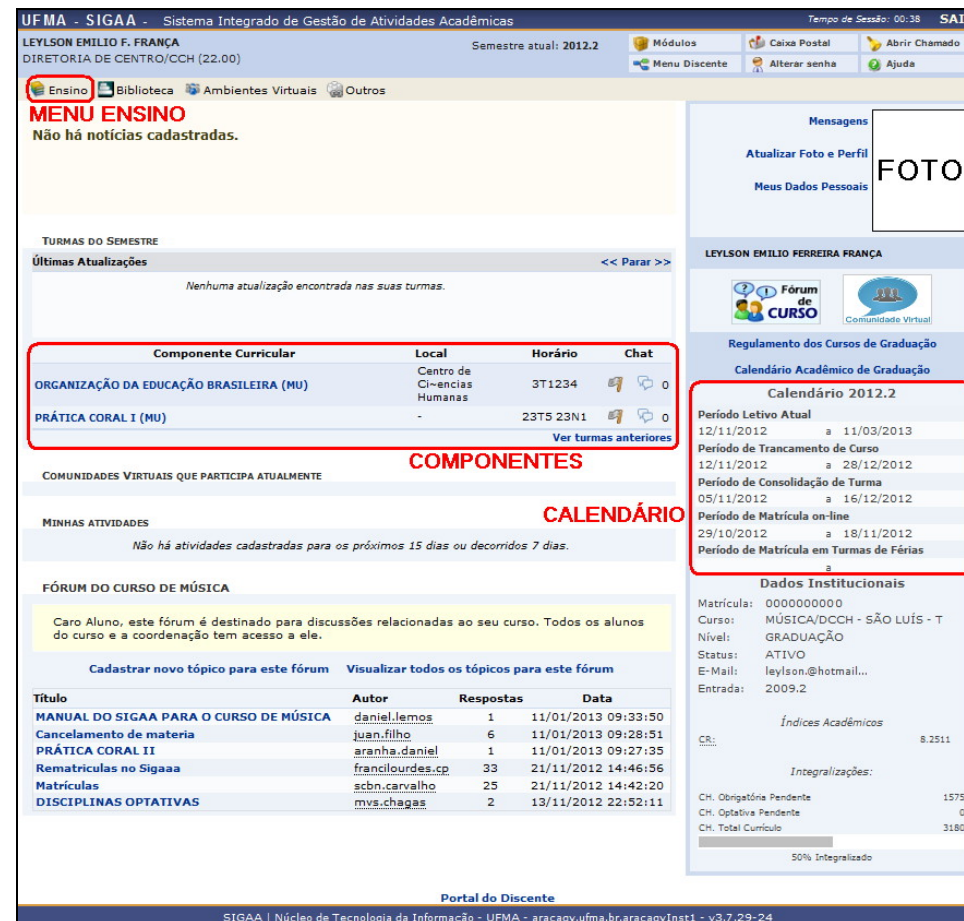 UFMA - SIGAA - Sistema Integrado de Gestão de Atividades Acadêmicas
Tempo de Sessão: 00:38 SAI
LEYLSON EMILIO F. FRANÇA
Semestre atual: 2012.2
DIRETORIA DE CENTRO/CCH (22.00)
Módulos Caixa Postal Abrir Chamado
Menu Discente Alterar senha Ajuda
Ensino Biblioteca Ambientes Virtuais Outros
MENU ENSINO
Não há notícias cadastradas.
TURMAS DO SEMESTRE
Últimas Atualizações << Parar >>
Nenhuma atualização encontrada nas suas turmas.
Componente Curricular Local Horário Chat
ORGANIZAÇÃO DA EDUCAÇÃO BRASILEIRA (MU) Centro de Ci~encias Humanas 3T1234 0
PRÁTICA CORAL I (MU) - 23T5 23N1 0
Ver turmas anteriores
COMPONENTES
COMUNIDADES VIRTUAIS QUE PARTICIPA ATUALMENTE
MINHAS ATIVIDADES
CALENDÁRIO
Não há atividades cadastradas para os próximos 15 dias ou decorridos 7 dias.
FÓRUM DO CURSO DE MÚSICA
Caro Aluno, este fórum é destinado para discussões relacionadas ao seu curso. Todos os alunos
do curso e a coordenação tem acesso a ele.
Cadastrar novo tópico para este fórum Visualizar todos os tópicos para este fórum
Título Autor Respostas Data
MANUAL DO SIGAA PARA O CURSO DE MÚSICA daniel.lemos 1 11/01/2013 09:33:50
Cancelamento de materia juan.filho 6 11/01/2013 09:28:51
PRÁTICA CORAL II aranha.daniel 1 11/01/2013 09:27:35
Rematriculas no Sigaaa francilourdes.cp 33 21/11/2012 14:46:56
Matrículas scbn.carvalho 25 21/11/2012 14:42:20
DISCIPLINAS OPTATIVAS mvs.chagas 2 13/11/2012 22:52:11
Mensagens
Atualizar Foto e Perfil
Meus Dados Pessoais
FOTO
LEYLSON EMILIO FERREIRA FRANÇA
Fórum
de
CURSO
Comunidade Virtual
Regulamento dos Cursos de Graduação
Calendário Acadêmico de Graduação
Calendário 2012.2
Período Letivo Atual
12/11/2012 a 11/03/2013
Período de Trancamento de Curso
12/11/2012 a 28/12/2012
Período de Consolidação de Turma
05/11/2012 a 16/12/2012
Período de Matrícula on-line
29/10/2012 a 18/11/2012
Período de Matrícula em Turmas de Férias
a
Dados Institucionais
Matrícula: 0000000000
Curso: MÚSICA/DCCH - SÃO LUÍS - T
Nível: GRADUAÇÃO
Status: ATIVO
E-Mail: leylson.@hotmail...
Entrada: 2009.2
Índices Acadêmicos
CR: 8.2511
Integralizações:
CH. Obrigatória Pendente 1575
CH. Optativa Pendente 0
CH. Total Currículo 3180
50% Integralizado
Portal do Discente
SIGAA | Núcleo de Tecnologia da Informação - UFMA - aracagy.ufma.br.aracagyInst1 - v3.7.29-24